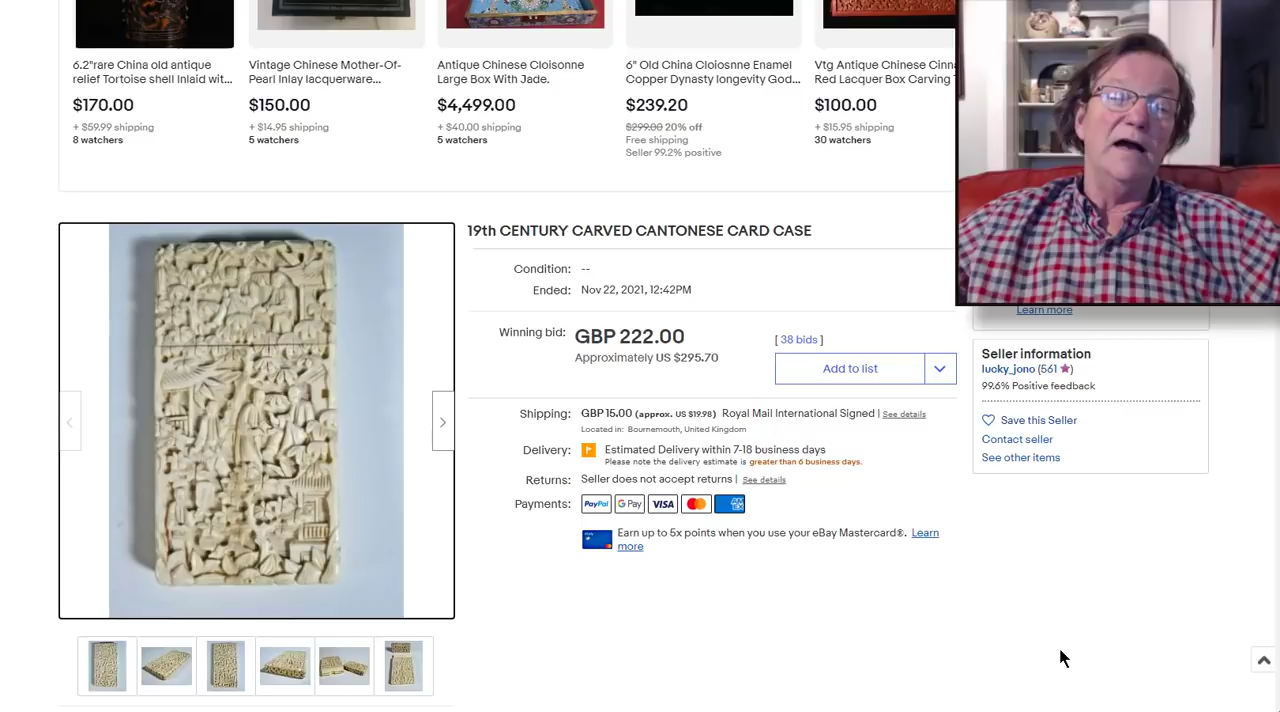 6.2"rare China old antique
relief Tortoise shell Inlaid wit...
$170.00
+ $59.99 shipping
8 watchers
Vintage Chinese Mother-Of-
Pearl Inlay lacquerware...
$150.00
+ $14.95 shipping
5 watchers
Antique Chinese Cloisonne
Large Box With Jade.
$4,499.00
+ $40.00 shipping
5 watchers
6" Old China Cloiosnne Enamel
Copper Dynasty longevity God...
$239.20
$299.00 20% off
Free shipping
Seller 99.2% positive
Vtg Antique Chinese Cinn
Red Lacquer Box Carving
$100.00
+ $15.95 shipping
30 watchers
19th CENTURY CARVED CANTONESE CARD CASE
Condition: --
Ended: Nov 22, 2021, 12:42PM
Winning bid: GBP 222.00 [ 38 bids ]
Approximately US $295.70
Add to list
Shipping: GBP 15.00 (approx. US $19.98) Royal Mail International Signed | See details
Located in: Bournemouth, United Kingdom
Delivery: Estimated Delivery within 7-18 business days
Please note the delivery estimate is greater than 6 business days.
Returns: Seller does not accept returns | See details
Payments: PayPal G Pay VISA
Earn up to 5x points when you use your eBay Mastercard®. Learn
more
Learn more
Seller information
lucky_jono (561)
99.6% Positive feedback
Save this Seller
Contact seller
See other items